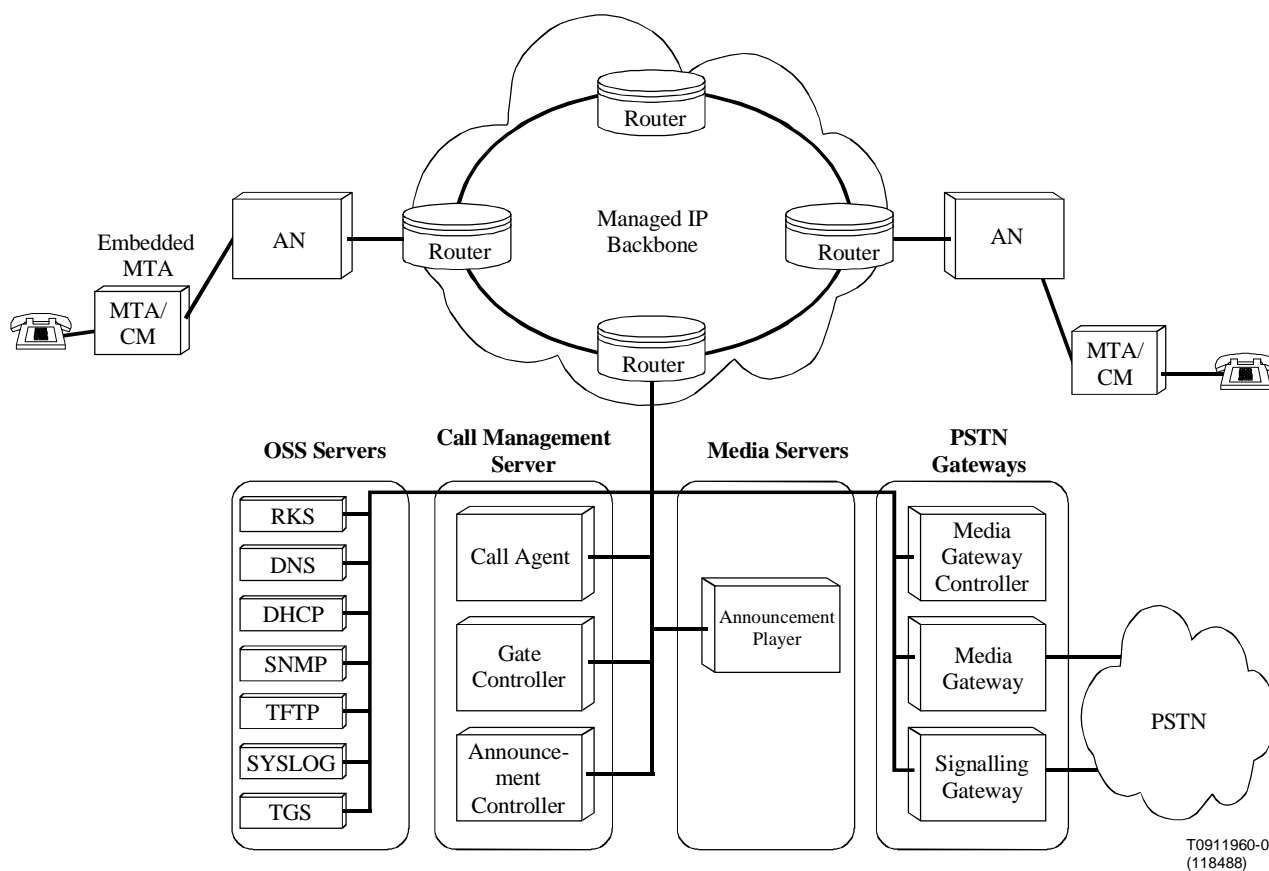 Router
Managed IP
Backbone
Router
Router
Router
AN
AN
Embedded
MTA
MTA/
CM
MTA/
CM
OSS Servers
Call Management
Server
Media Servers
PSTN
Gateways
RKS
DNS
DHCP
SNMP
TFTP
SYSLOG
TGS
Call Agent
Gate
Controller
Announce-
ment
Controller
Announcement
Player
Media
Gateway
Controller
Media
Gateway
Signalling
Gateway
PSTN
T0911960-0
(118488)